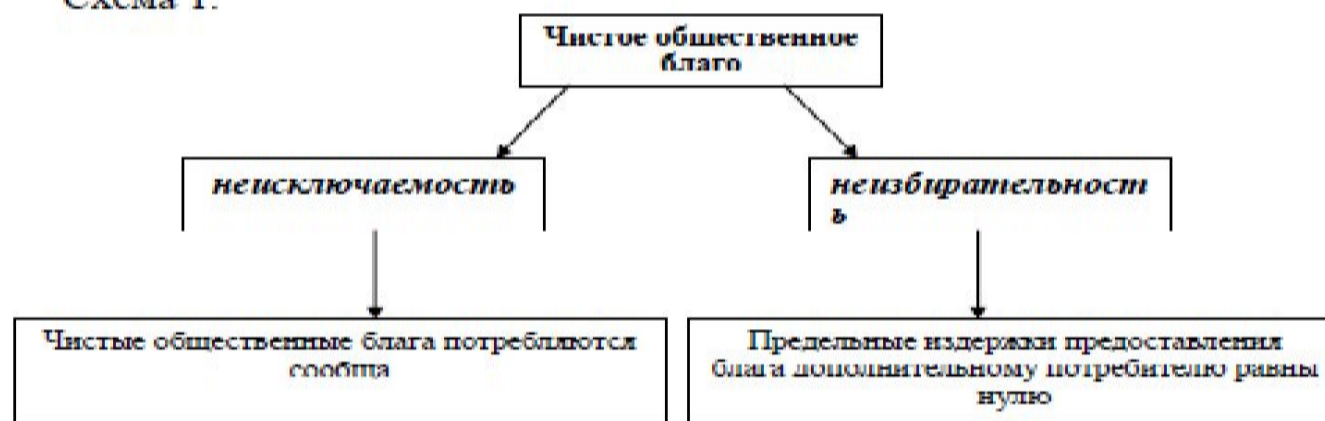 Схема 1.
Чистое общественное
благо
неисключаемость
неизбирательност
ь
Чистые общественные блага потребляются
сообща
Предельные издержки предоставления
блага дополнительному потребителю равны
нулю